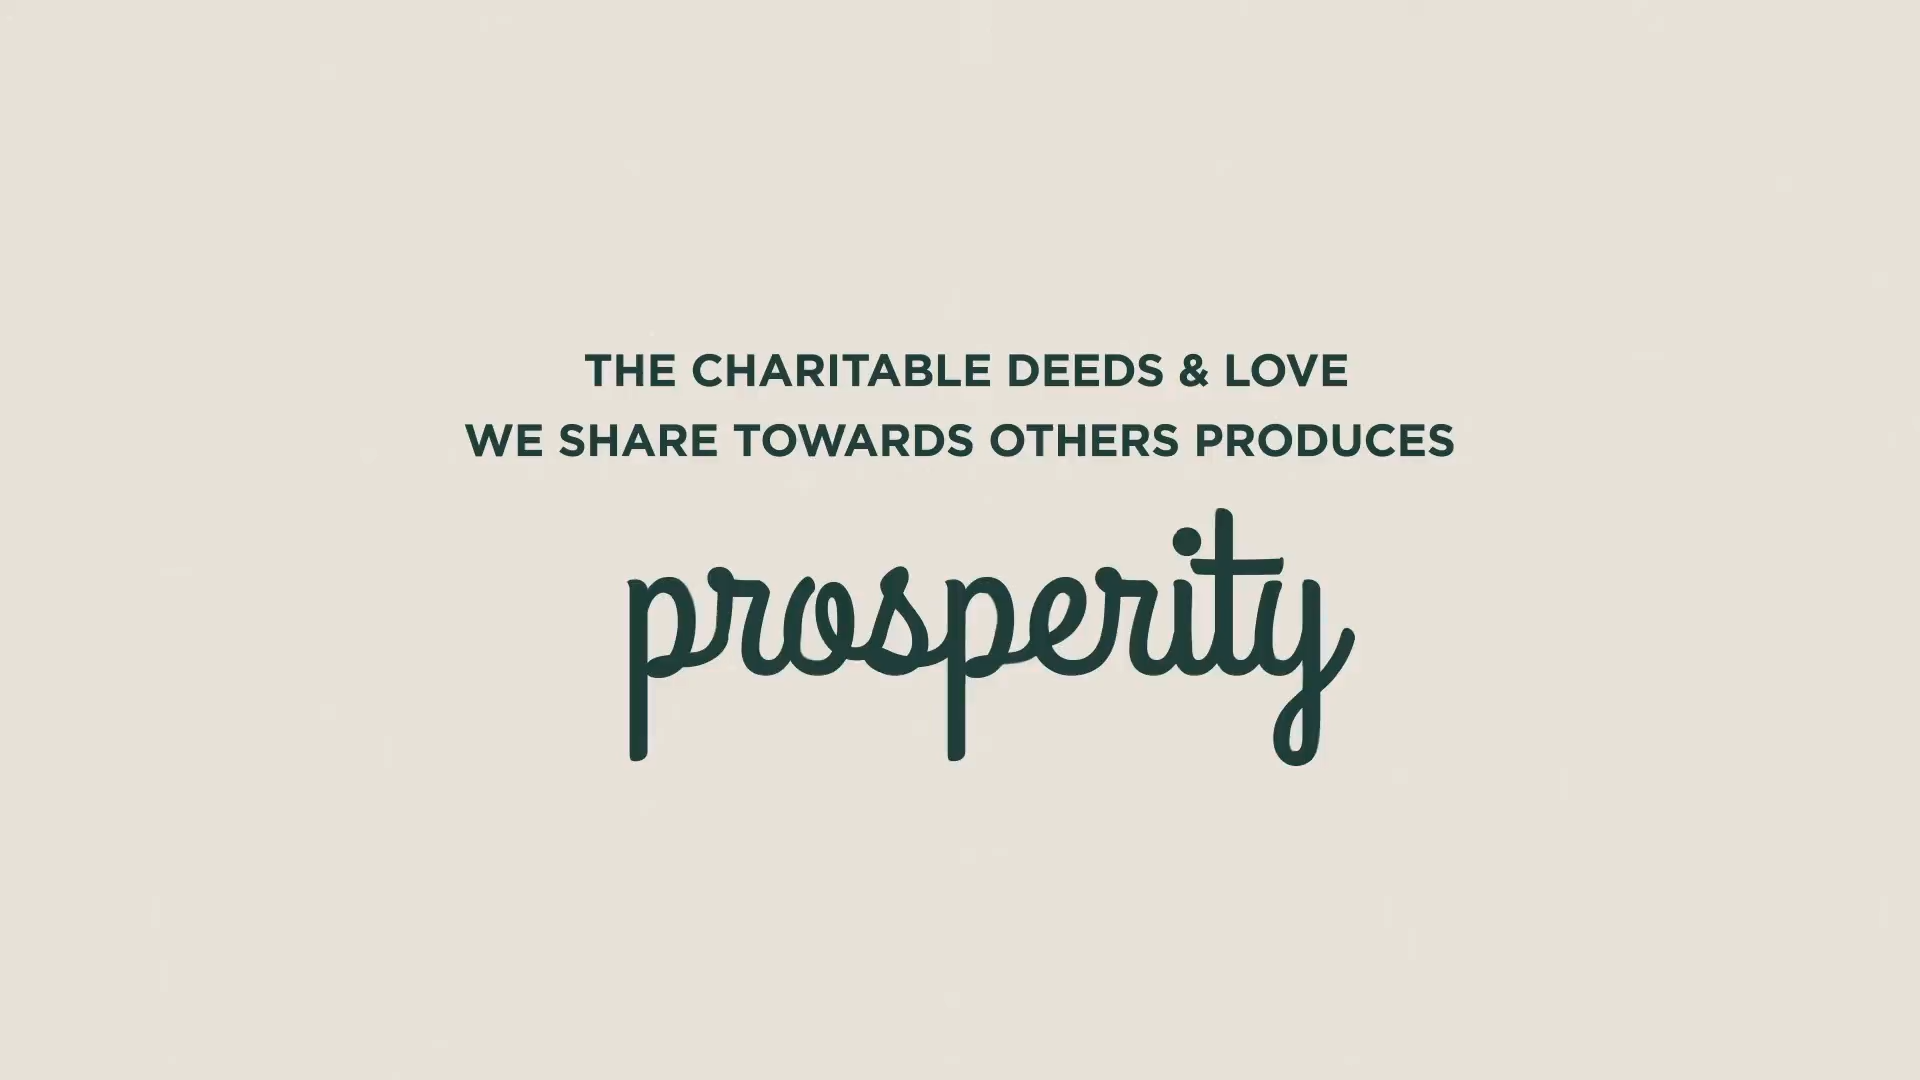 THE CHARITABLE DEEDS & LOVE
WE SHARE TOWARDS OTHERS PRODUCES
prosperity